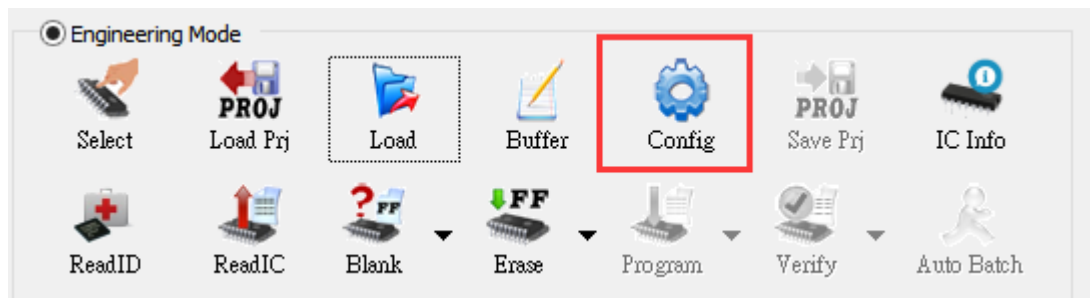 Engineering Mode
PROJ
PROJ
Select Load Prj Load Buffer Config Save Prj IC Info
? FF FF
ReadID ReadIC Blank Erase Program Verify Auto Batch